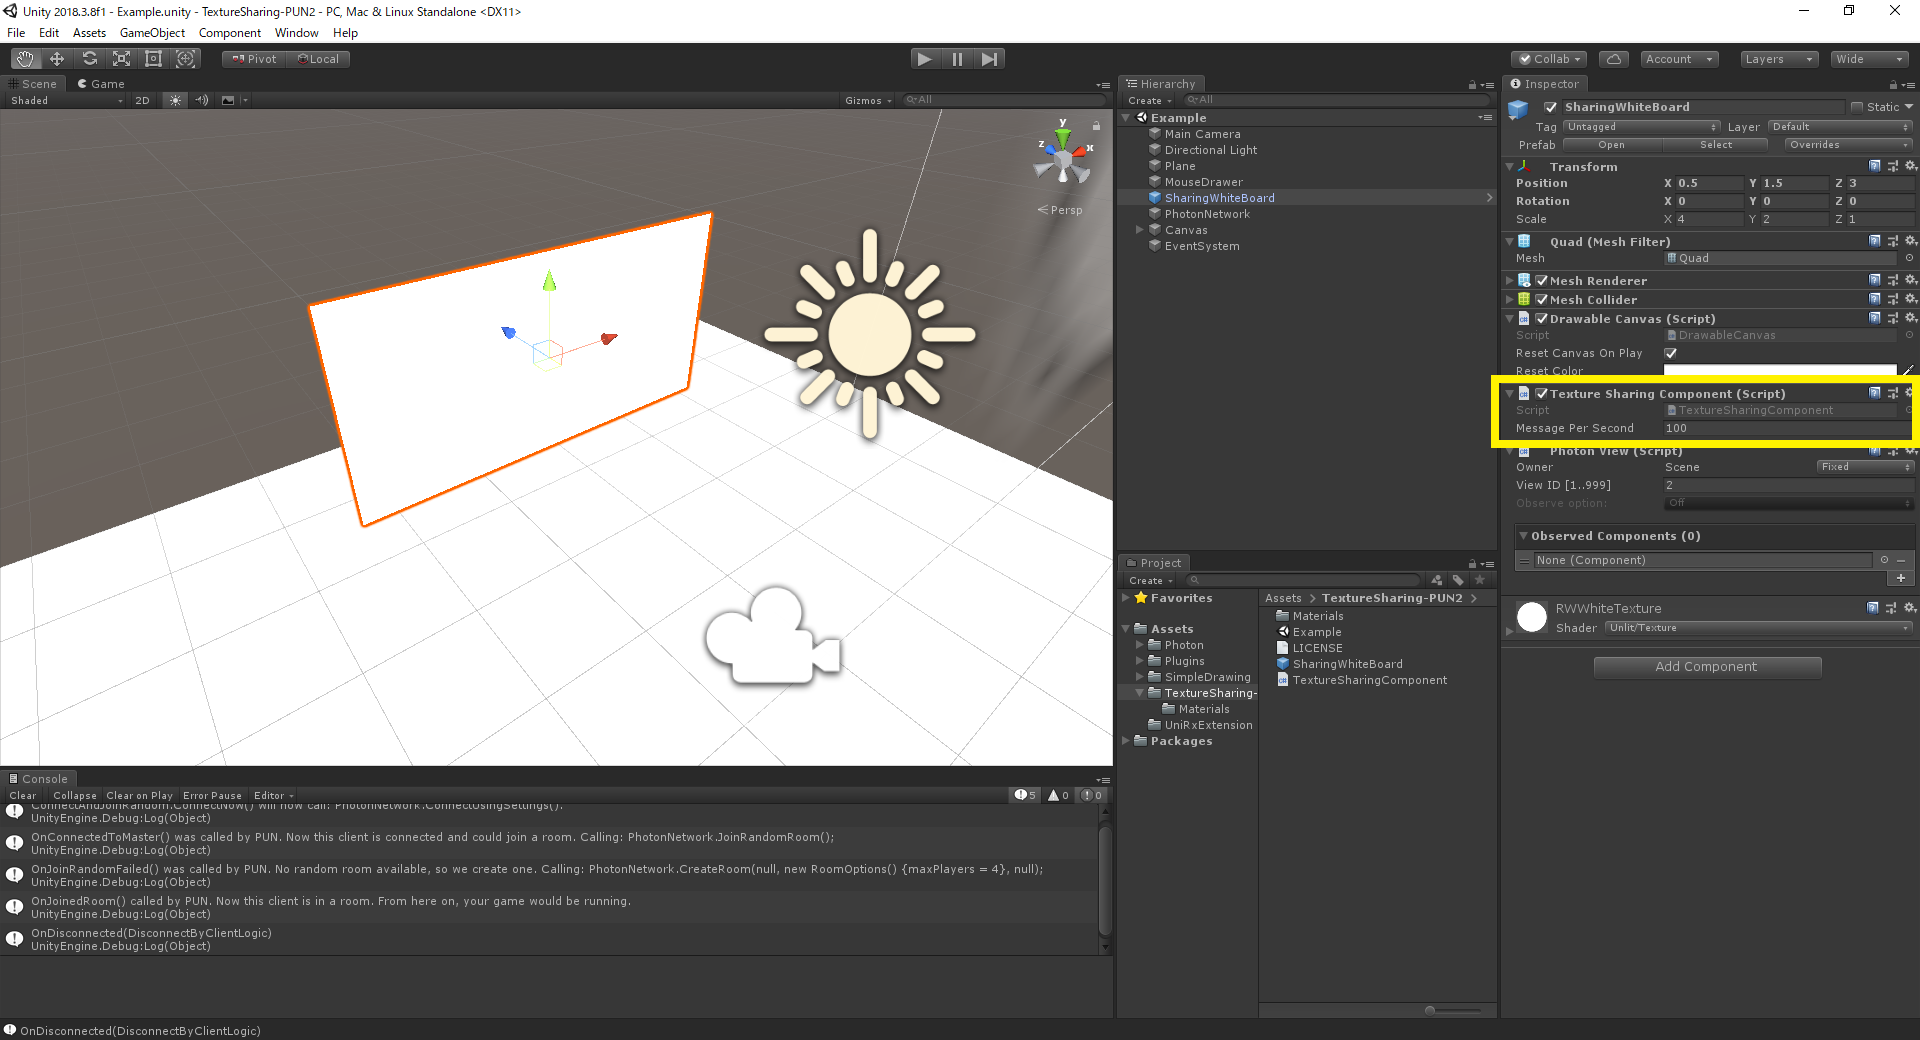 Unity 2018.3.8f1 - Example.unity - TextureSharing-PUN2 - PC, Mac & Linux Standalone <DX11>
File Edit Assets GameObject Component Window Help
Pivot Local
Collab Account Layers Wide
Scene Game
Shaded 2D Gizmos All
y
z x
Persp
Hierarchy
Create All
Example
Main Camera
Directional Light
Plane
MouseDrawer
SharingWhiteBoard
PhotonNetwork
Canvas
EventSystem
Inspector
SharingWhiteBoard Static
Tag Untagged Layer Default
Prefab Open Select Overrides
Transform
Position X 0.5 Y 1.5 Z 3
Rotation X 0 Y 0 Z 0
Scale X 4 Y 2 Z 1
Quad (Mesh Filter)
Mesh Quad
Mesh Renderer
Mesh Collider
Drawable Canvas (Script)
Script DrawableCanvas
Reset Canvas On Play
Reset Color
Texture Sharing Component (Script)
Script TextureSharingComponent
Message Per Second 100
Photon View (Script)
Owner Scene Fixed
View ID [1..999] 2
Observe option: Off
Observed Components (0)
None (Component)
RWWhiteTexture
Shader Unlit/Texture
Add Component
Project
Create
Favorites
Assets
Photon
Plugins
SimpleDrawing
TextureSharing-
Materials
UniRxExtension
Packages
Assets > TextureSharing-PUN2 >
Materials
Example
LICENSE
SharingWhiteBoard
TextureSharingComponent
Console
Clear Collapse Clear on Play Error Pause Editor 5 0 0
ConnectAndJoinRandom.ConnectNow() will now call: PhotonNetwork.ConnectUsingSettings().
UnityEngine.Debug:Log(Object)
OnConnectedToMaster() was called by PUN. Now this client is connected and could join a room. Calling: PhotonNetwork.JoinRandomRoom();
UnityEngine.Debug:Log(Object)
OnJoinRandomFailed() was called by PUN. No random room available, so we create one. Calling: PhotonNetwork.CreateRoom(null, new RoomOptions() {maxPlayers = 4}, null);
UnityEngine.Debug:Log(Object)
OnJoinedRoom() called by PUN. Now this client is in a room. From here on, your game would be running.
UnityEngine.Debug:Log(Object)
OnDisconnected(DisconnectByClientLogic)
UnityEngine.Debug:Log(Object)
OnDisconnected(DisconnectByClientLogic)